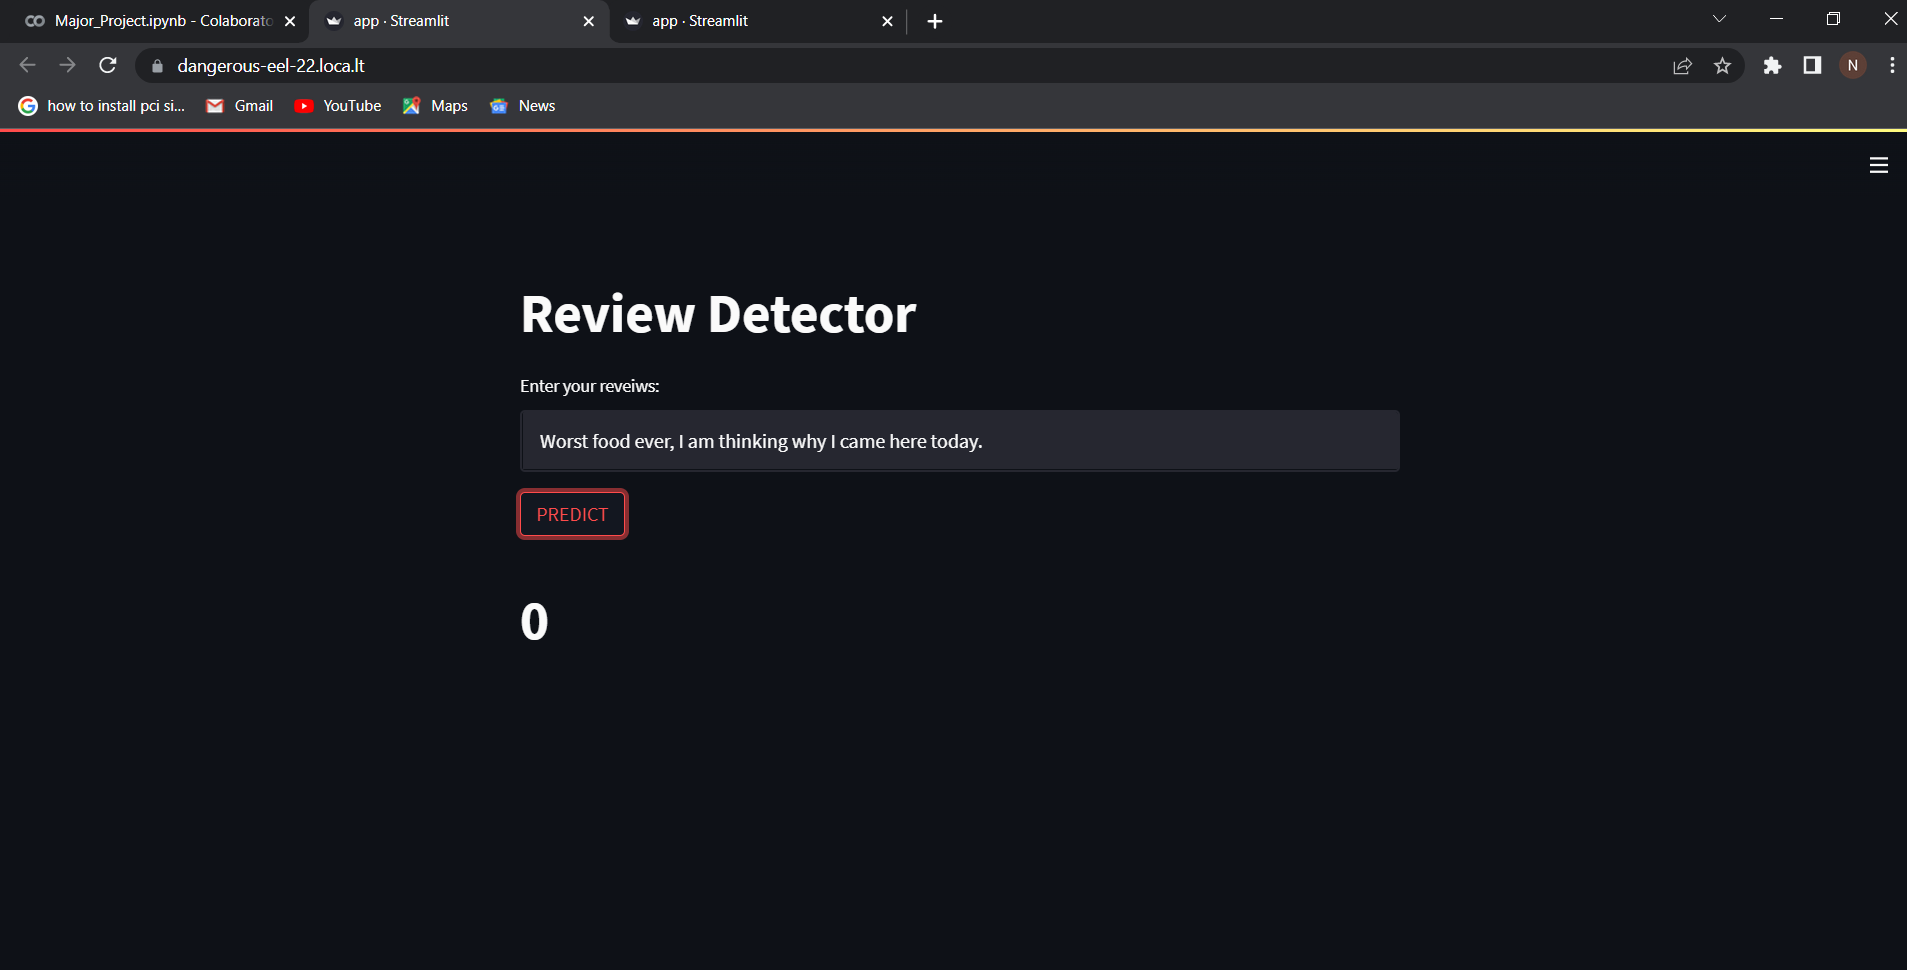 Major_Project.ipynb - Colaborato
app · Streamlit
app · Streamlit
dangerous-eel-22.loca.lt
N
how to install pci si...
Gmail
YouTube
Maps
News
Review Detector
Enter your reveiws:
Worst food ever, I am thinking why I came here today.
PREDICT
0